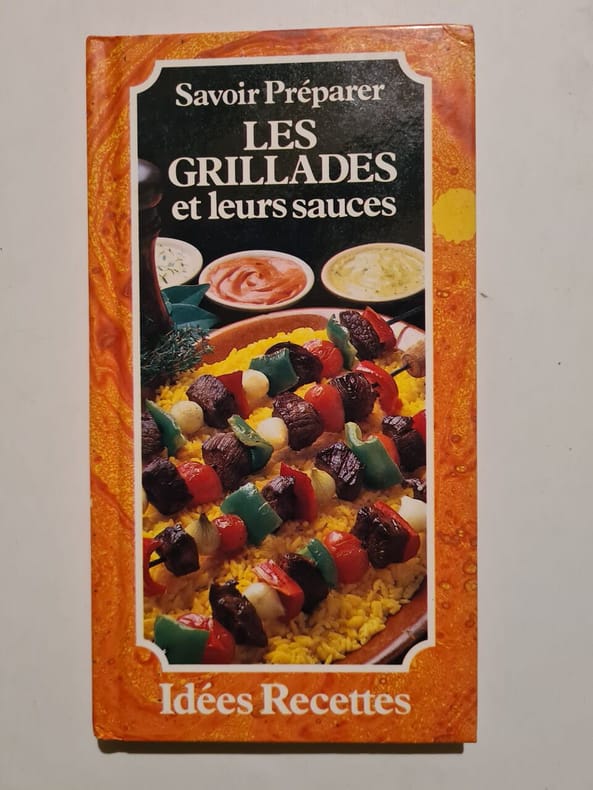 Savoir Préparer
LES
GRILLADES
et leurs sauces
Idées Recettes